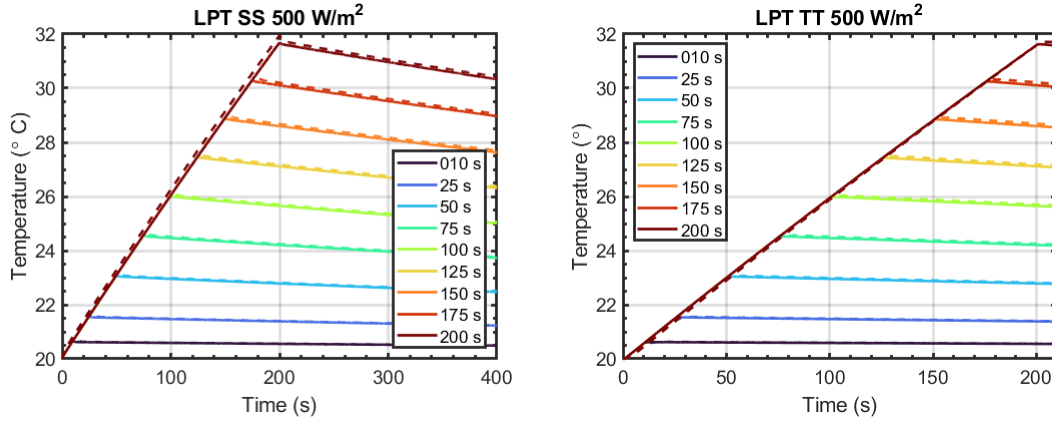 LPT SS 500 W/m²
32
30
28
26
24
22
20
Temperature (° C)
010 s
25 s
50 s
75 s
100 s
125 s
150 s
175 s
200 s
0 100 200 300 400
Time (s)
LPT TT 500 W/m²
32
30
28
26
24
22
20
Temperature (°)
010 s
25 s
50 s
75 s
100 s
125 s
150 s
175 s
200 s
0 50 100 150 200
Time (s)